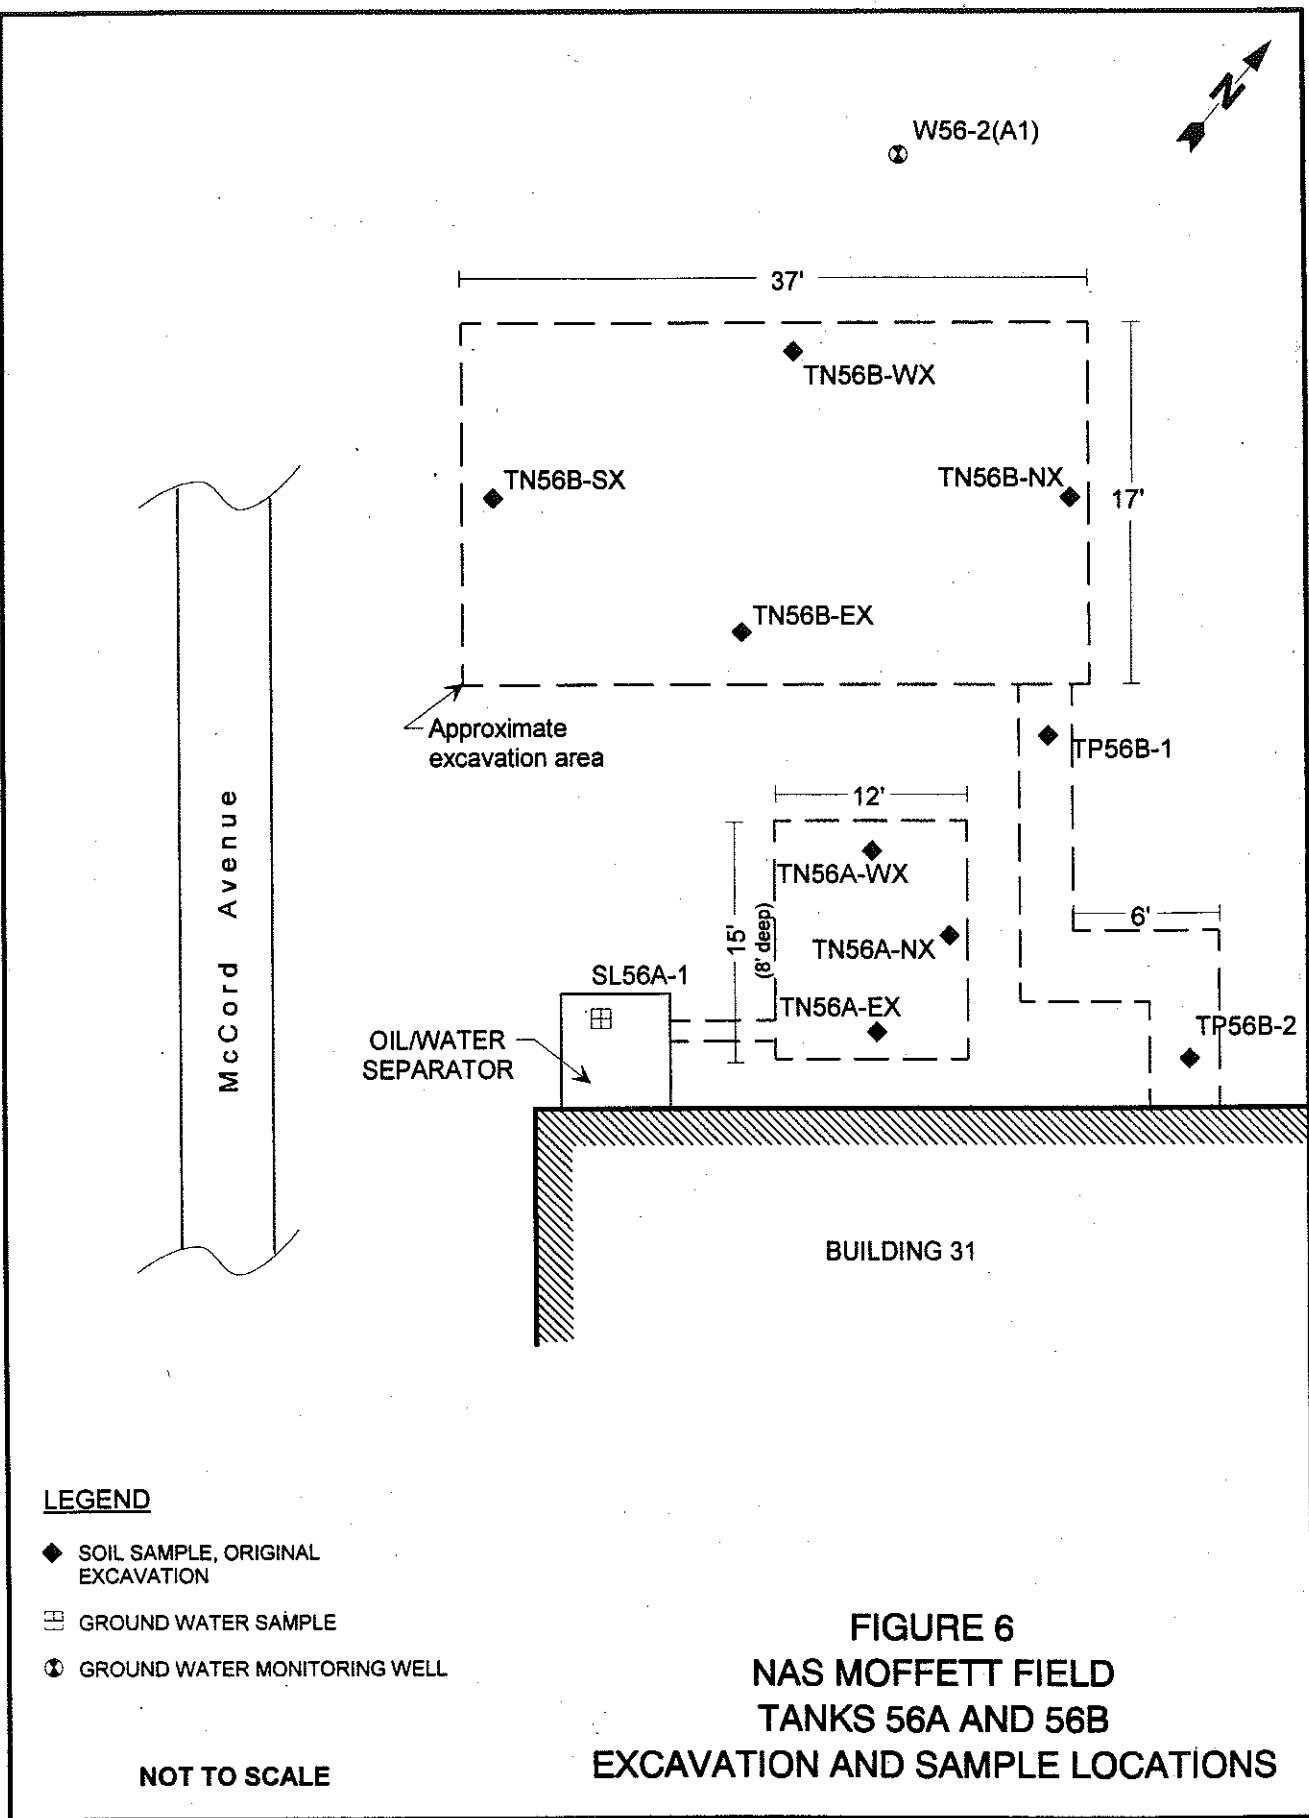 N
W56-2(A1)
37'
TN56B-WX
TN56B-SX
TN56B-NX
17'
TN56B-EX
Approximate
excavation area
TP56B-1
12'
TN56A-WX
15'
(8' deep)
6'
TN56A-NX
SL56A-1
TN56A-EX
TP56B-2
OIL/WATER
SEPARATOR
McCord Avenue
BUILDING 31
LEGEND
SOIL SAMPLE, ORIGINAL
EXCAVATION
GROUND WATER SAMPLE
GROUND WATER MONITORING WELL
NOT TO SCALE
FIGURE 6
NAS MOFFETT FIELD
TANKS 56A AND 56B
EXCAVATION AND SAMPLE LOCATIONS